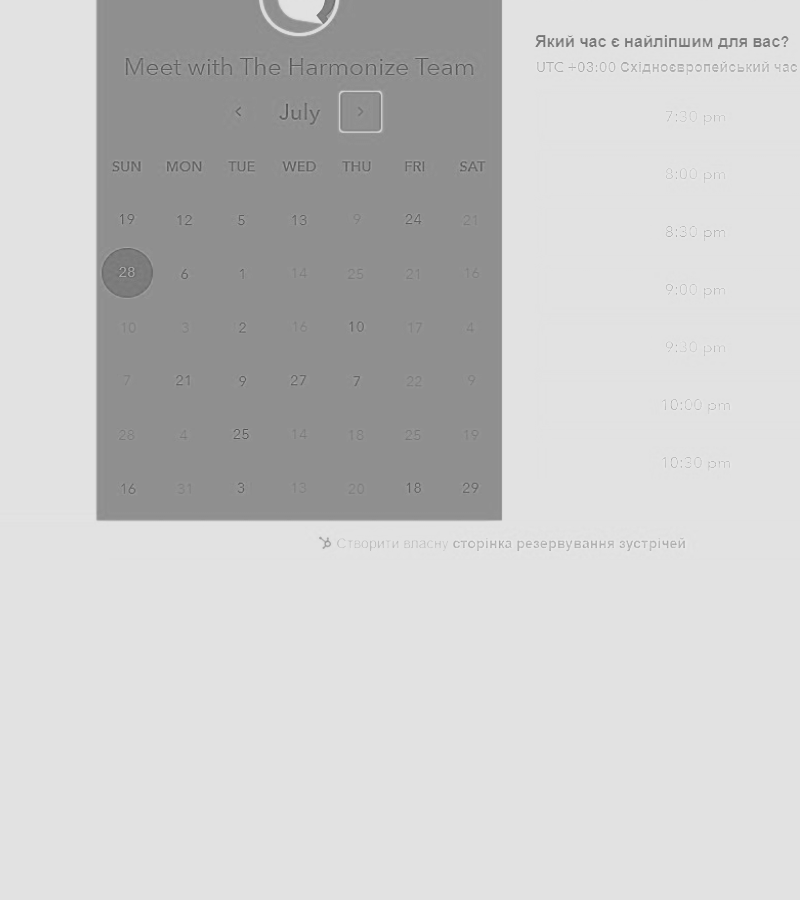 Meet with The Harmonize Team
July
SUN MON TUE WED THU FRI SAT
19 12 5 13 9 24 21
28 6 1 14 25 21 16
10 3 2 16 10 17 4
7 21 9 27 7 22 9
28 4 25 14 18 25 19
16 31 3 13 20 18 29
Який час є найліпшим для вас?
UTC +03:00 Східноєвропейський час
7:30 pm
8:00 pm
8:30 pm
9:00 pm
9:30 pm
10:00 pm
10:30 pm
Створити власну сторінка резервування зустрічей